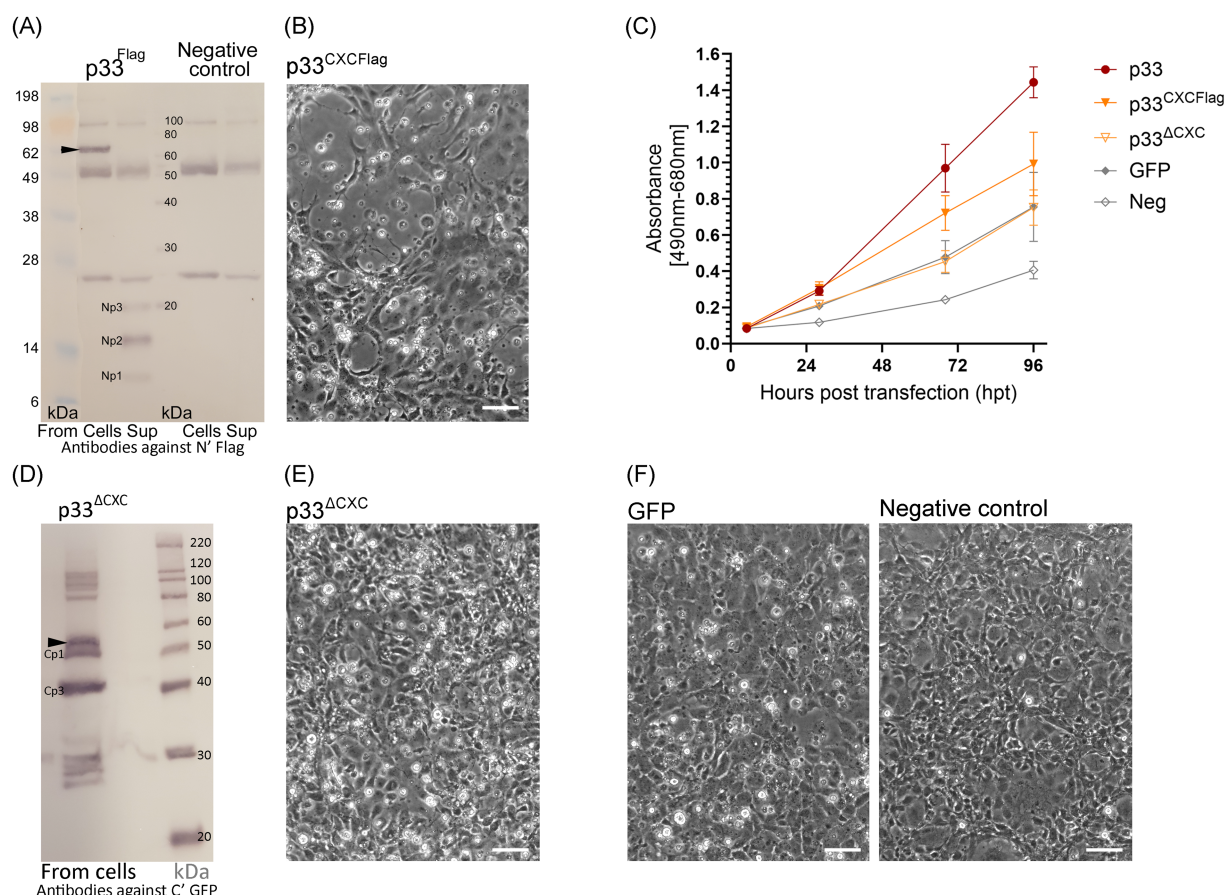 (A)
p33Flag
Negative
control
198
98
62
49
38
28
14
6
kDa
100
80
60
50
40
30
20
kDa
Np3
Np2
Np1
From Cells Sup
Cells Sup
Antibodies against N' Flag
(B)
p33CXCFlag
(C)
Absorbance
[490nm-680nm]
1.6
1.4
1.2
1.0
0.8
0.6
0.4
0.2
0.0
0 24 48 72 96
Hours post transfection (hpt)
p33
p33CXCFlag
p33ΔCXC
GFP
Neg
(D)
p33ΔCXC
Cp1
Cp3
220
120
100
80
60
50
40
30
20
From cells kDa
Antibodies against C' GFP
(E)
p33ΔCXC
(F)
GFP
Negative control